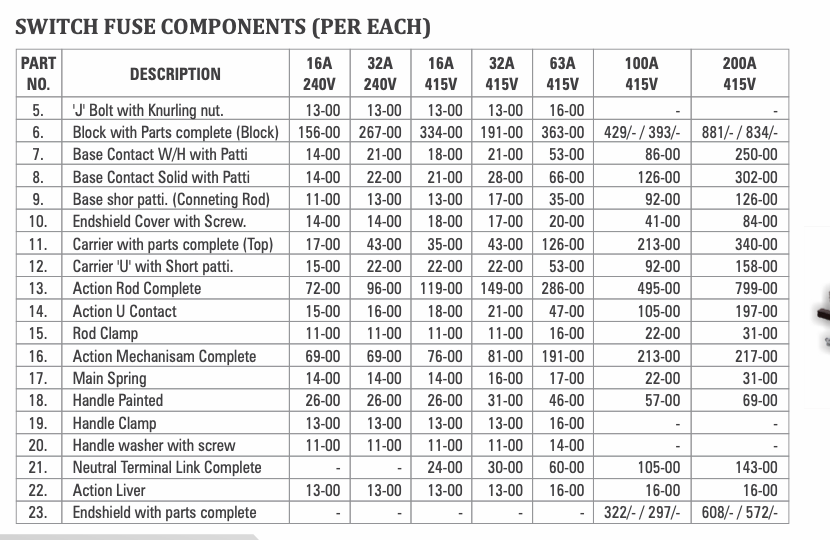 SWITCH FUSE COMPONENTS (PER EACH)
PART NO. DESCRIPTION 16A 240V 32A 240V 16A 415V 32A 415V 63A 415V 100A 415V 200A 415V
5. 'J' Bolt with Knurling nut. 13-00 13-00 13-00 13-00 16-00 - -
6. Block with Parts complete (Block) 156-00 267-00 334-00 191-00 363-00 429/- / 393/- 881/- / 834/-
7. Base Contact W/H with Patti 14-00 21-00 18-00 21-00 53-00 86-00 250-00
8. Base Contact Solid with Patti 14-00 22-00 21-00 28-00 66-00 126-00 302-00
9. Base shor patti. (Conneting Rod) 11-00 13-00 13-00 17-00 35-00 92-00 126-00
10. Endshield Cover with Screw. 14-00 14-00 18-00 17-00 20-00 41-00 84-00
11. Carrier with parts complete (Top) 17-00 43-00 35-00 43-00 126-00 213-00 340-00
12. Carrier 'U' with Short patti. 15-00 22-00 22-00 22-00 53-00 92-00 158-00
13. Action Rod Complete 72-00 96-00 119-00 149-00 286-00 495-00 799-00
14. Action U Contact 15-00 16-00 18-00 21-00 47-00 105-00 197-00
15. Rod Clamp 11-00 11-00 11-00 11-00 16-00 22-00 31-00
16. Action Mechanisam Complete 69-00 69-00 76-00 81-00 191-00 213-00 217-00
17. Main Spring 14-00 14-00 14-00 16-00 17-00 22-00 31-00
18. Handle Painted 26-00 26-00 26-00 31-00 46-00 57-00 69-00
19. Handle Clamp 13-00 13-00 13-00 13-00 16-00 - -
20. Handle washer with screw 11-00 11-00 11-00 11-00 14-00 - -
21. Neutral Terminal Link Complete - - 24-00 30-00 60-00 105-00 143-00
22. Action Liver 13-00 13-00 13-00 13-00 16-00 16-00 16-00
23. Endshield with parts complete - - - - - 322/- / 297/- 608/- / 572/-